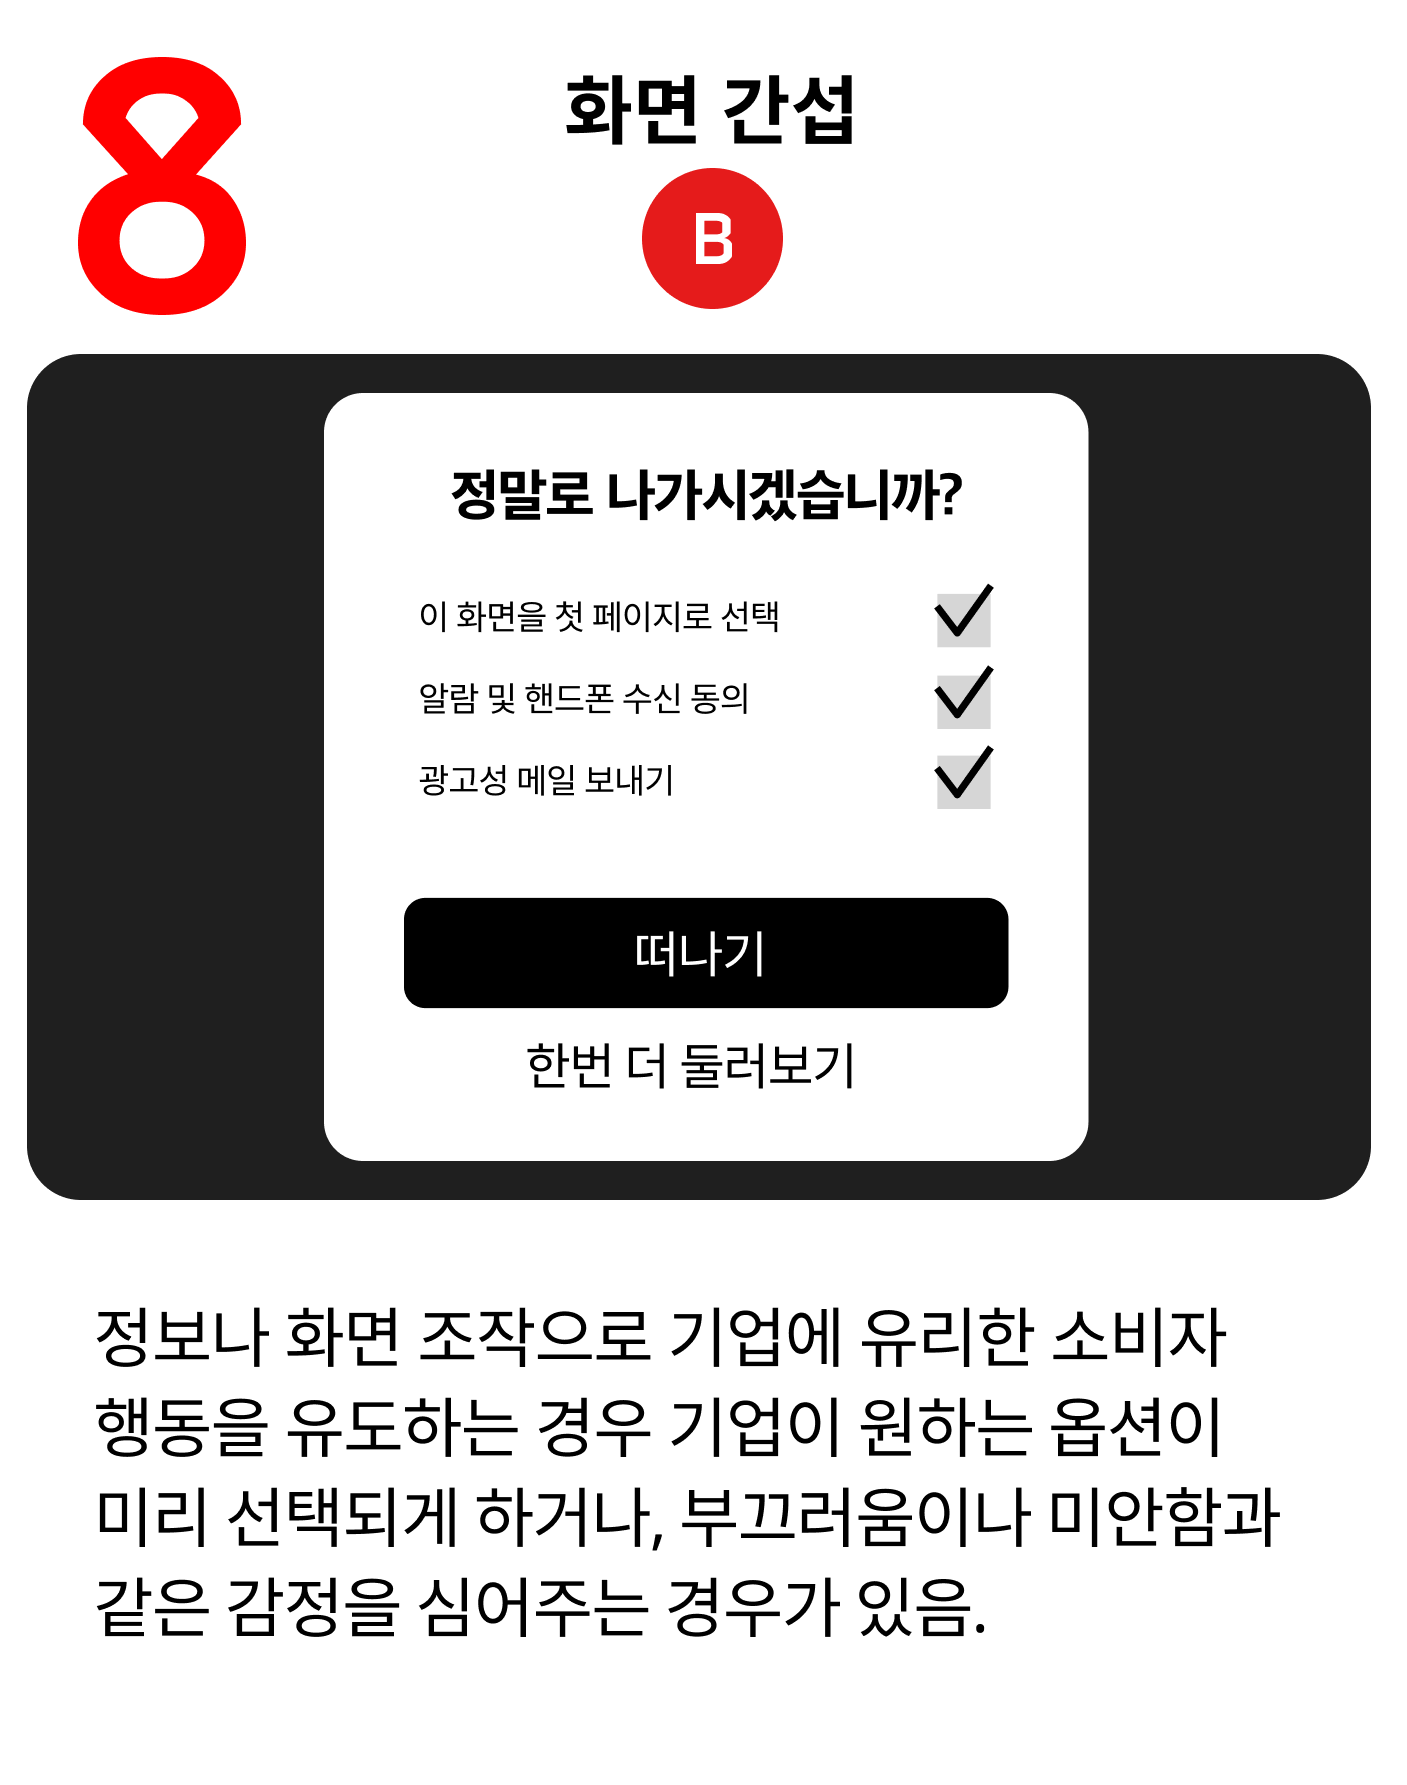 8
화면 간섭
B
정말로 나가시겠습니까?
이 화면을 첫 페이지로 선택
알람 및 핸드폰 수신 동의
광고성 메일 보내기
떠나기
한번 더 둘러보기
정보나 화면 조작으로 기업에 유리한 소비자
행동을 유도하는 경우 기업이 원하는 옵션이
미리 선택되게 하거나, 부끄러움이나 미안함과
같은 감정을 심어주는 경우가 있음.